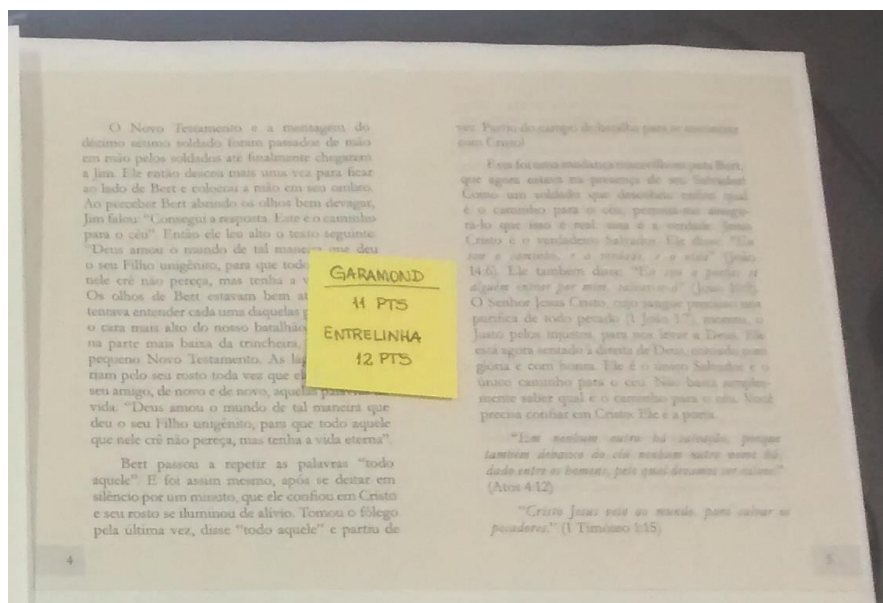 O Novo Testamento e a mensagem do
décimo sétimo soldado foram passados de mão
em mão pelos soldados até finalmente chegarem
a Jim. Ele então desceu mais uma vez para ficar
ao lado de Bert e colocou a mão em seu ombro.
Ao perceber Bert abrindo os olhos bem devagar,
Jim falou: “Consegui a resposta. Este é o caminho
para o céu”. Então ele leu alto o texto seguinte:
“Deus amou o mundo de tal maneira que deu
o seu Filho unigênito, para que todo
nele crê não pereça, mas tenha a v
Os olhos de Bert estavam bem at
tentava entender cada uma daquelas p
o cara mais alto do nosso batalhão
na parte mais baixa da trincheira,
pequeno Novo Testamento. As lág
riam pelo seu rosto toda vez que el
seu amigo, de novo e de novo, aquelas palavras
vida: “Deus amou o mundo de tal maneira que
deu o seu Filho unigênito, para que todo aquele
que nele crê não pereça, mas tenha a vida eterna”.
Bert passou a repetir as palavras “todo
aquele”. E foi assim mesmo, após se deitar em
silêncio por um minuto, que ele confiou em Cristo
e seu rosto se iluminou de alívio. Tomou o fôlego
pela última vez, disse “todo aquele” e partiu de
4
GARAMOND
11 PTS
ENTRELINHA
12 PTS
vez. Partiu do campo de batalha para se encontrar
com Cristo!
Essa foi uma mudança maravilhosa para Bert,
que agora estava na presença de seu Salvador!
Como um soldado que descobriu enfim qual
é o caminho para o céu, permita-me assegu-
rá-lo que isso é real, essa é a verdade. Jesus
Cristo é o verdadeiro Salvador. Ele disse: “Eu
sou o caminho, e a verdade, e a vida” (João
14:6). Ele também disse: “Eu sou a porta; se
alguém entrar por mim, salvar-se-á” (João 10:9).
O Senhor Jesus Cristo, cujo sangue precioso nos
purifica de todo pecado (1 João 1:7), morreu, o
Justo pelos injustos, para nos levar a Deus. Ele
está agora sentado à direita de Deus, coroado com
glória e com honra. Ele é o único Salvador e o
único caminho para o céu. Não basta simples-
mente saber qual é o caminho para o céu. Você
precisa confiar em Cristo. Ele é a porta.
“Em nenhum outro há salvação, porque
também debaixo do céu nenhum outro nome há,
dado entre os homens, pelo qual devamos ser salvos.”
(Atos 4:12)
“Cristo Jesus veio ao mundo, para salvar os
pecadores.” (1 Timóteo 1:15)
5